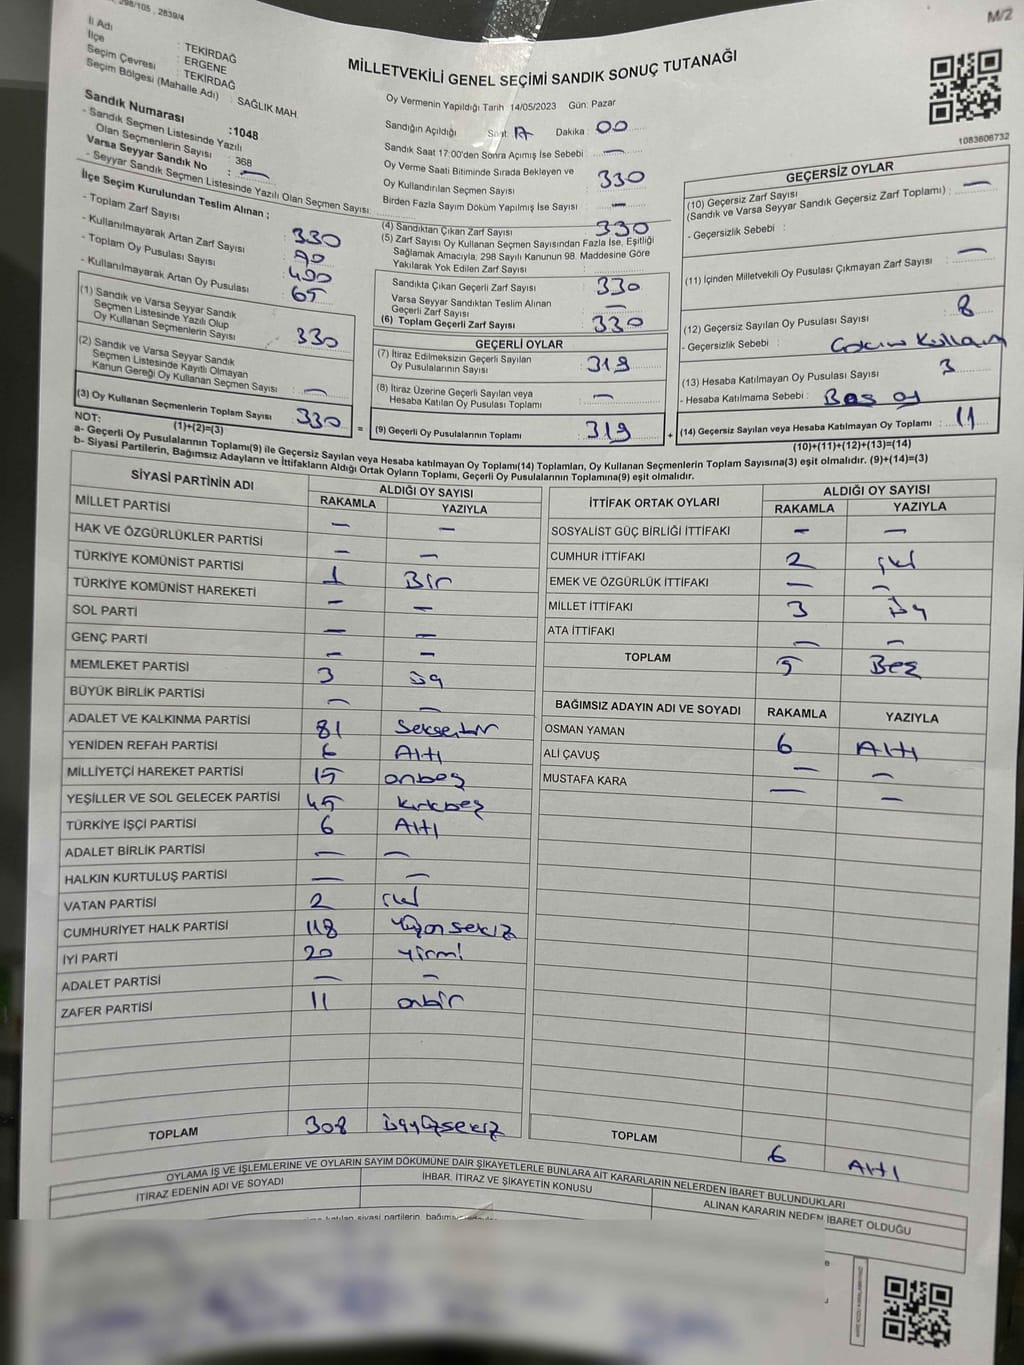 298/105 , 2839/4
M/2
İl Adı : TEKİRDAĞ
İlçe : ERGENE
Seçim Çevresi : TEKİRDAĞ
Seçim Bölgesi (Mahalle Adı) : SAĞLIK MAH.
MİLLETVEKİLİ GENEL SEÇİMİ SANDIK SONUÇ TUTANAĞI
1083606732
Sandık Numarası :1048
- Sandık Seçmen Listesinde Yazılı
Olan Seçmenlerin Sayısı : 368
Varsa Seyyar Sandık No : —
- Seyyar Sandık Seçmen Listesinde Yazılı Olan Seçmen Sayısı:
İlçe Seçim Kurulundan Teslim Alınan ;
- Toplam Zarf Sayısı : 330
- Kullanılmayarak Artan Zarf Sayısı :
- Toplam Oy Pusulası Sayısı : 400
- Kullanılmayarak Artan Oy Pusulası :
(1) Sandık ve Varsa Seyyar Sandık
Seçmen Listesinde Yazılı Olup
Oy Kullanan Seçmenlerin Sayısı : 330
(2) Sandık ve Varsa Seyyar Sandık
Seçmen Listesinde Kayıtlı Olmayan
Kanun Gereği Oy Kullanan Seçmen Sayısı : —
(3) Oy Kullanan Seçmenlerin Toplam Sayısı : 330
(1)+(2)=(3)
Oy Vermenin Yapıldığı Tarih :14/05/2023 Gün: Pazar
Sandığın Açıldığı Saat: 17 Dakika : 00
Sandık Saat 17:00'den Sonra Açımış İse Sebebi : —
Oy Verme Saati Bitiminde Sırada Bekleyen ve
Oy Kullandırılan Seçmen Sayısı : 330
Birden Fazla Sayım Döküm Yapılmış İse Sayısı : —
(4) Sandıktan Çıkan Zarf Sayısı : 330
(5) Zarf Sayısı Oy Kullanan Seçmen Sayısından Fazla İse, Eşitliği
Sağlamak Amacıyla, 298 Sayılı Kanunun 98. Maddesine Göre
Yakılarak Yok Edilen Zarf Sayısı :
Sandıkta Çıkan Geçerli Zarf Sayısı : 330
Varsa Seyyar Sandıktan Teslim Alınan
Geçerli Zarf Sayısı : —
(6) Toplam Geçerli Zarf Sayısı : 330
GEÇERLİ OYLAR
(7) İtiraz Edilmeksizin Geçerli Sayılan
Oy Pusulalarının Sayısı : 319
(8) İtiraz Üzerine Geçerli Sayılan veya
Hesaba Katılan Oy Pusulası Toplamı : —
= (9) Geçerli Oy Pusulalarının Toplamı : 319
GEÇERSİZ OYLAR
(10) Geçersiz Zarf Sayısı
(Sandık ve Varsa Seyyar Sandık Geçersiz Zarf Toplamı) : —
- Geçersizlik Sebebi :
(11) İçinden Milletvekili Oy Pusulası Çıkmayan Zarf Sayısı : —
(12) Geçersiz Sayılan Oy Pusulası Sayısı : 8
- Geçersizlik Sebebi :
(13) Hesaba Katılmayan Oy Pusulası Sayısı : 3
- Hesaba Katılmama Sebebi : Boş oy
+ (14) Geçersiz Sayılan veya Hesaba Katılmayan Oy Toplamı : 11
(10)+(11)+(12)+(13)=(14)
NOT:
a- Geçerli Oy Pusulalarının Toplamı(9) ile Geçersiz Sayılan veya Hesaba katılmayan Oy Toplamı(14) Toplamları, Oy Kullanan Seçmenlerin Toplam Sayısına(3) eşit olmalıdır. (9)+(14)=(3)
b- Siyasi Partilerin, Bağımsız Adayların ve İttifakların Aldığı Ortak Oyların Toplamı, Geçerli Oy Pusulalarının Toplamına(9) eşit olmalıdır.
SİYASİ PARTİNİN ADI ALDIĞI OY SAYISI
RAKAMLA YAZIYLA
MİLLET PARTİSİ — —
HAK VE ÖZGÜRLÜKLER PARTİSİ — —
TÜRKİYE KOMÜNİST PARTİSİ 1 Bir
TÜRKİYE KOMÜNİST HAREKETİ — —
SOL PARTİ — —
GENÇ PARTİ — —
MEMLEKET PARTİSİ 3 üç
BÜYÜK BİRLİK PARTİSİ — —
ADALET VE KALKINMA PARTİSİ 81 Seksenbir
YENİDEN REFAH PARTİSİ 6 Altı
MİLLİYETÇİ HAREKET PARTİSİ 15 onbeş
YEŞİLLER VE SOL GELECEK PARTİSİ 45 kırkbeş
TÜRKİYE İŞÇİ PARTİSİ 6 Altı
ADALET BİRLİK PARTİSİ — —
HALKIN KURTULUŞ PARTİSİ — —
VATAN PARTİSİ 2 iki
CUMHURİYET HALK PARTİSİ 118 Yüzonsekiz
İYİ PARTİ 20 yirmi
ADALET PARTİSİ — —
ZAFER PARTİSİ 11 onbir
TOPLAM 308 üçyüzsekiz
İTTİFAK ORTAK OYLARI ALDIĞI OY SAYISI
RAKAMLA YAZIYLA
SOSYALİST GÜÇ BİRLİĞİ İTTİFAKI — —
CUMHUR İTTİFAKI 2 iki
EMEK VE ÖZGÜRLÜK İTTİFAKI — —
MİLLET İTTİFAKI 3 üç
ATA İTTİFAKI — —
TOPLAM 5 Beş
BAĞIMSIZ ADAYIN ADI VE SOYADI RAKAMLA YAZIYLA
OSMAN YAMAN 6 Altı
ALİ ÇAVUŞ — —
MUSTAFA KARA — —
TOPLAM 6 Altı
OYLAMA İŞ VE İŞLEMLERİNE VE OYLARIN SAYIM DÖKÜMÜNE DAİR ŞİKAYETLERLE BUNLARA AİT KARARLARIN NELERDEN İBARET BULUNDUKLARI
İTİRAZ EDENİN ADI VE SOYADI İHBAR, İTİRAZ VE ŞİKAYETİN KONUSU ALINAN KARARIN NEDEN İBARET OLDUĞU